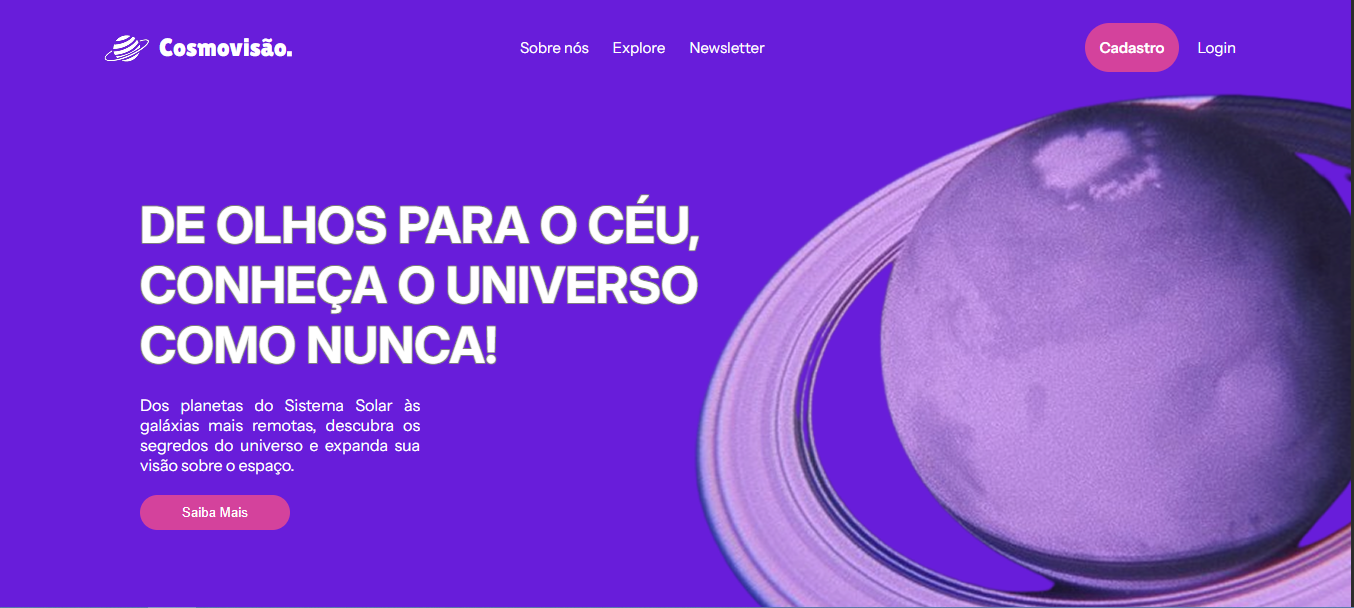 Cosmovisão.
Sobre nós
Explore
Newsletter
Cadastro
Login
DE OLHOS PARA O CÉU,
CONHEÇA O UNIVERSO
COMO NUNCA!
Dos planetas do Sistema Solar às
galáxias mais remotas, descubra os
segredos do universo e expanda sua
visão sobre o espaço.
Saiba Mais